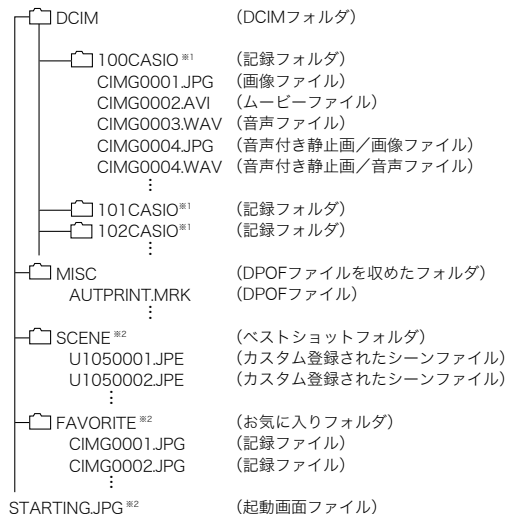 DCIM （DCIMフォルダ）
100CASIO※1 （記録フォルダ）
CIMG0001.JPG （画像ファイル）
CIMG0002.AVI （ムービーファイル）
CIMG0003.WAV （音声ファイル）
CIMG0004.JPG （音声付き静止画／画像ファイル）
CIMG0004.WAV （音声付き静止画／音声ファイル）
⋮
101CASIO※1 （記録フォルダ）
102CASIO※1 （記録フォルダ）
⋮
MISC （DPOFファイルを収めたフォルダ）
AUTPRINT.MRK （DPOFファイル）
⋮
SCENE※2 （ベストショットフォルダ）
U1050001.JPE （カスタム登録されたシーンファイル）
U1050002.JPE （カスタム登録されたシーンファイル）
⋮
FAVORITE※2 （お気に入りフォルダ）
CIMG0001.JPG （記録ファイル）
CIMG0002.JPG （記録ファイル）
⋮
STARTING.JPG※2 （起動画面ファイル）